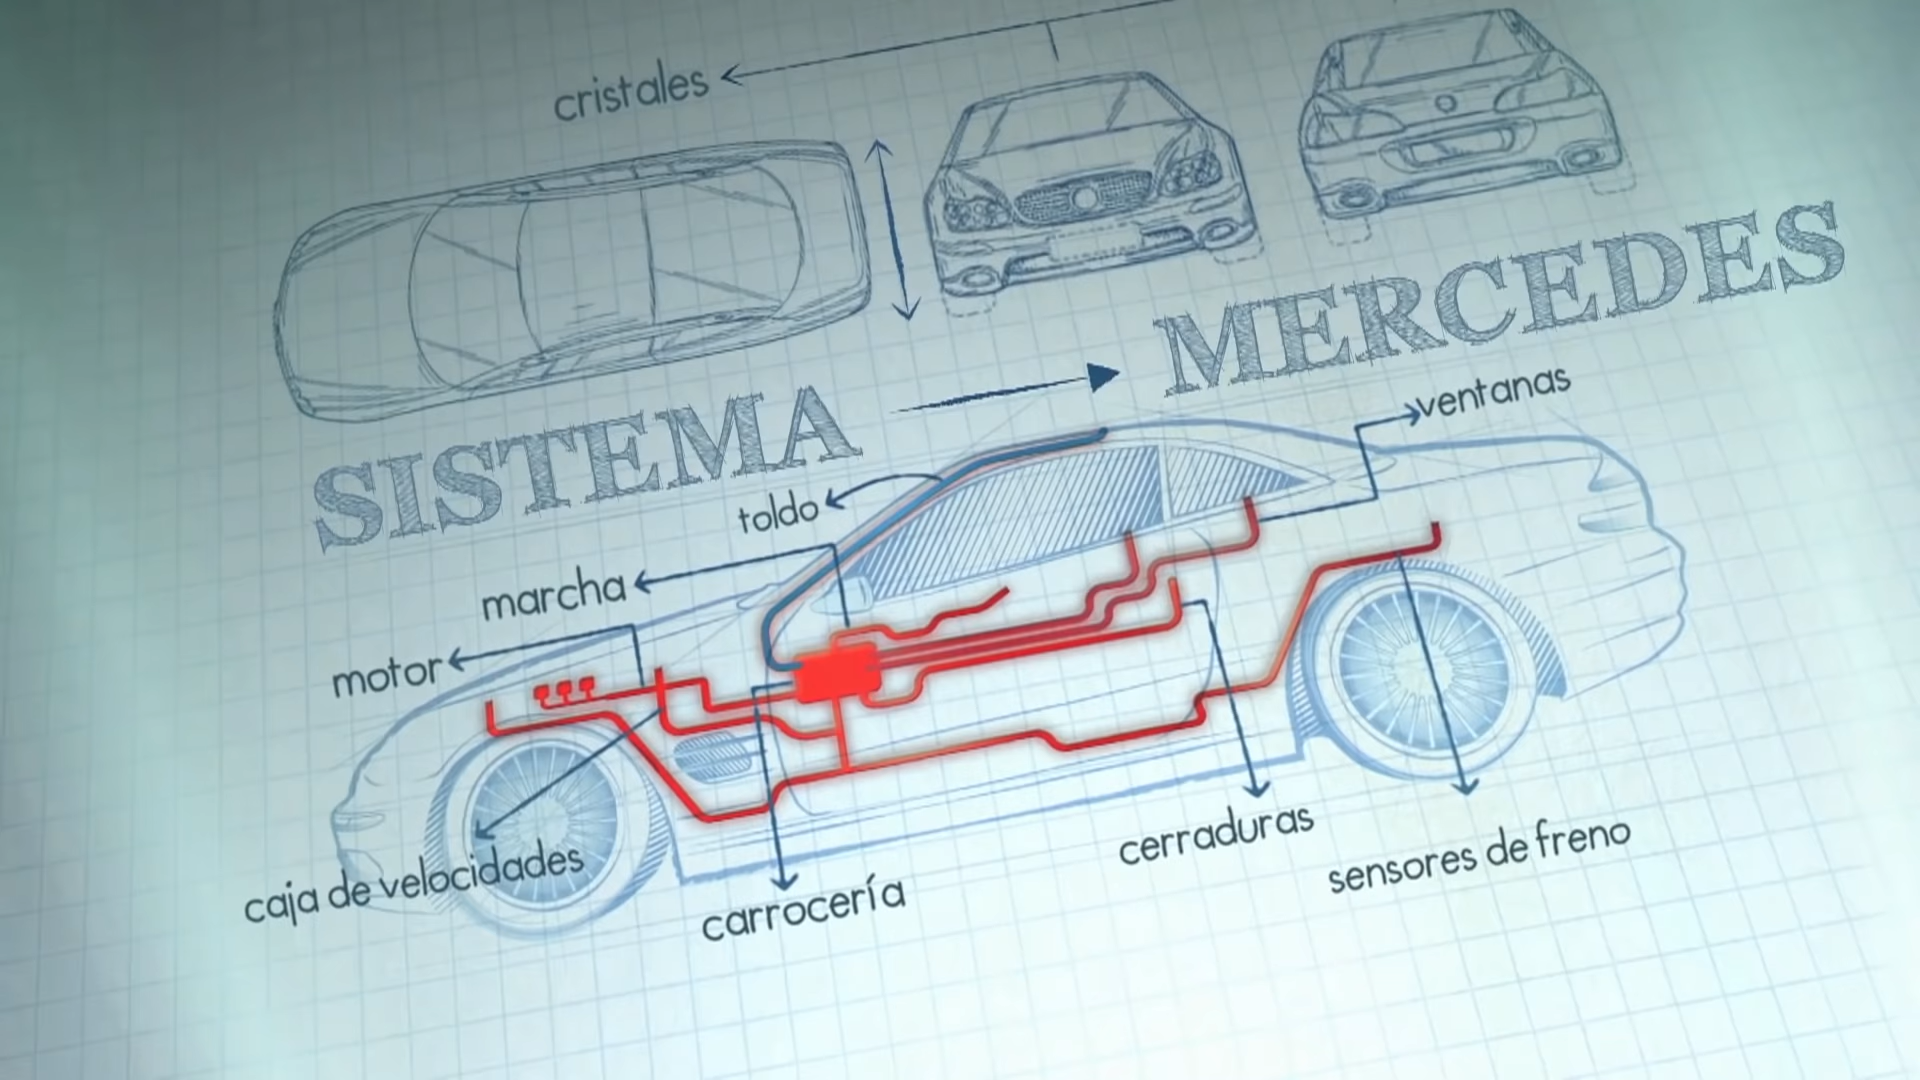 cristales
SISTEMA
MERCEDES
ventanas
toldo
marcha
motor
caja de velocidades
carrocería
cerraduras
sensores de freno